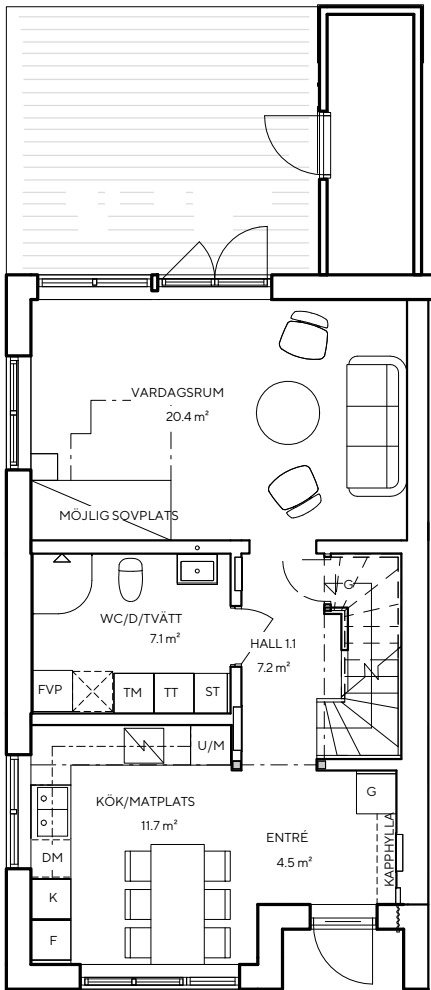 VARDAGSRUM
20.4 m²
MÖJLIG SOVPLATS
G
WC/D/TVÄTT
7.1 m²
HALL 1.1
7.2 m²
FVP
TM
TT
ST
U/M
KÖK/MATPLATS
11.7 m²
G
ENTRÉ
4.5 m²
KAPPHYLLA
DM
K
F